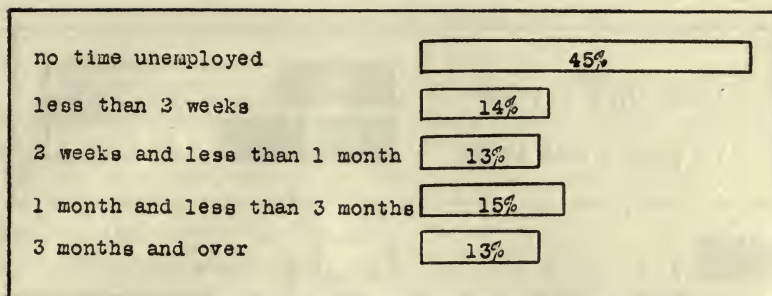 no time unemployed 45%
less than 2 weeks 14%
2 weeks and less than 1 month 13%
1 month and less than 3 months 15%
3 months and over 13%